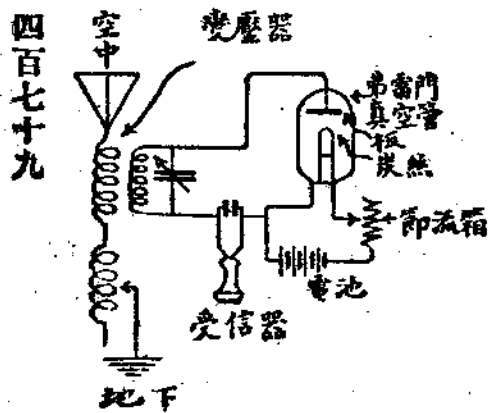 四百七十九
空中
變壓器
弗雷門
真空管
板
炭絲
節流箱
電池
受信器
地下